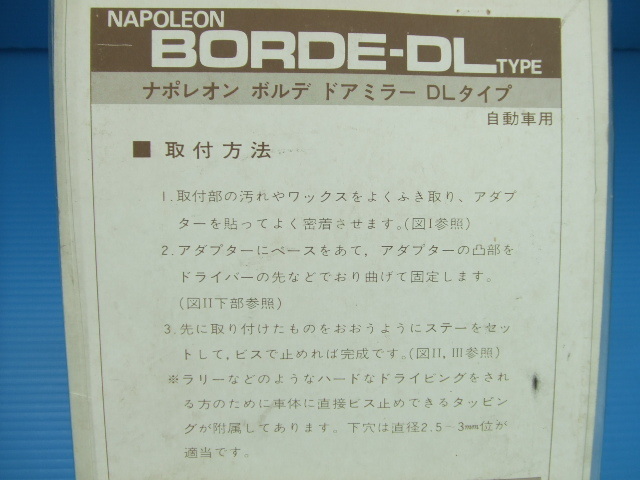 NAPOLEON
BORDE-DL TYPE
ナポレオン ボルデ ドアミラー DLタイプ
自動車用
■ 取付方法
1.取付部の汚れやワックスをよくふき取り、アダプ
ターを貼ってよく密着させます。(図I参照)
2.アダプターにベースをあて,アダプターの凸部を
ドライバーの先などでおり曲げて固定します。
(図II下部参照)
3.先に取り付けたものをおおうようにステーをセッ
トして,ビスで止めれば完成です。(図II,III参照)
※ラリーなどのようなハードなドライビングをされ
る方のために車体に直接ビス止めできるタッピン
グが附属してあります。下穴は直径2.5~3mm位が
適当です。